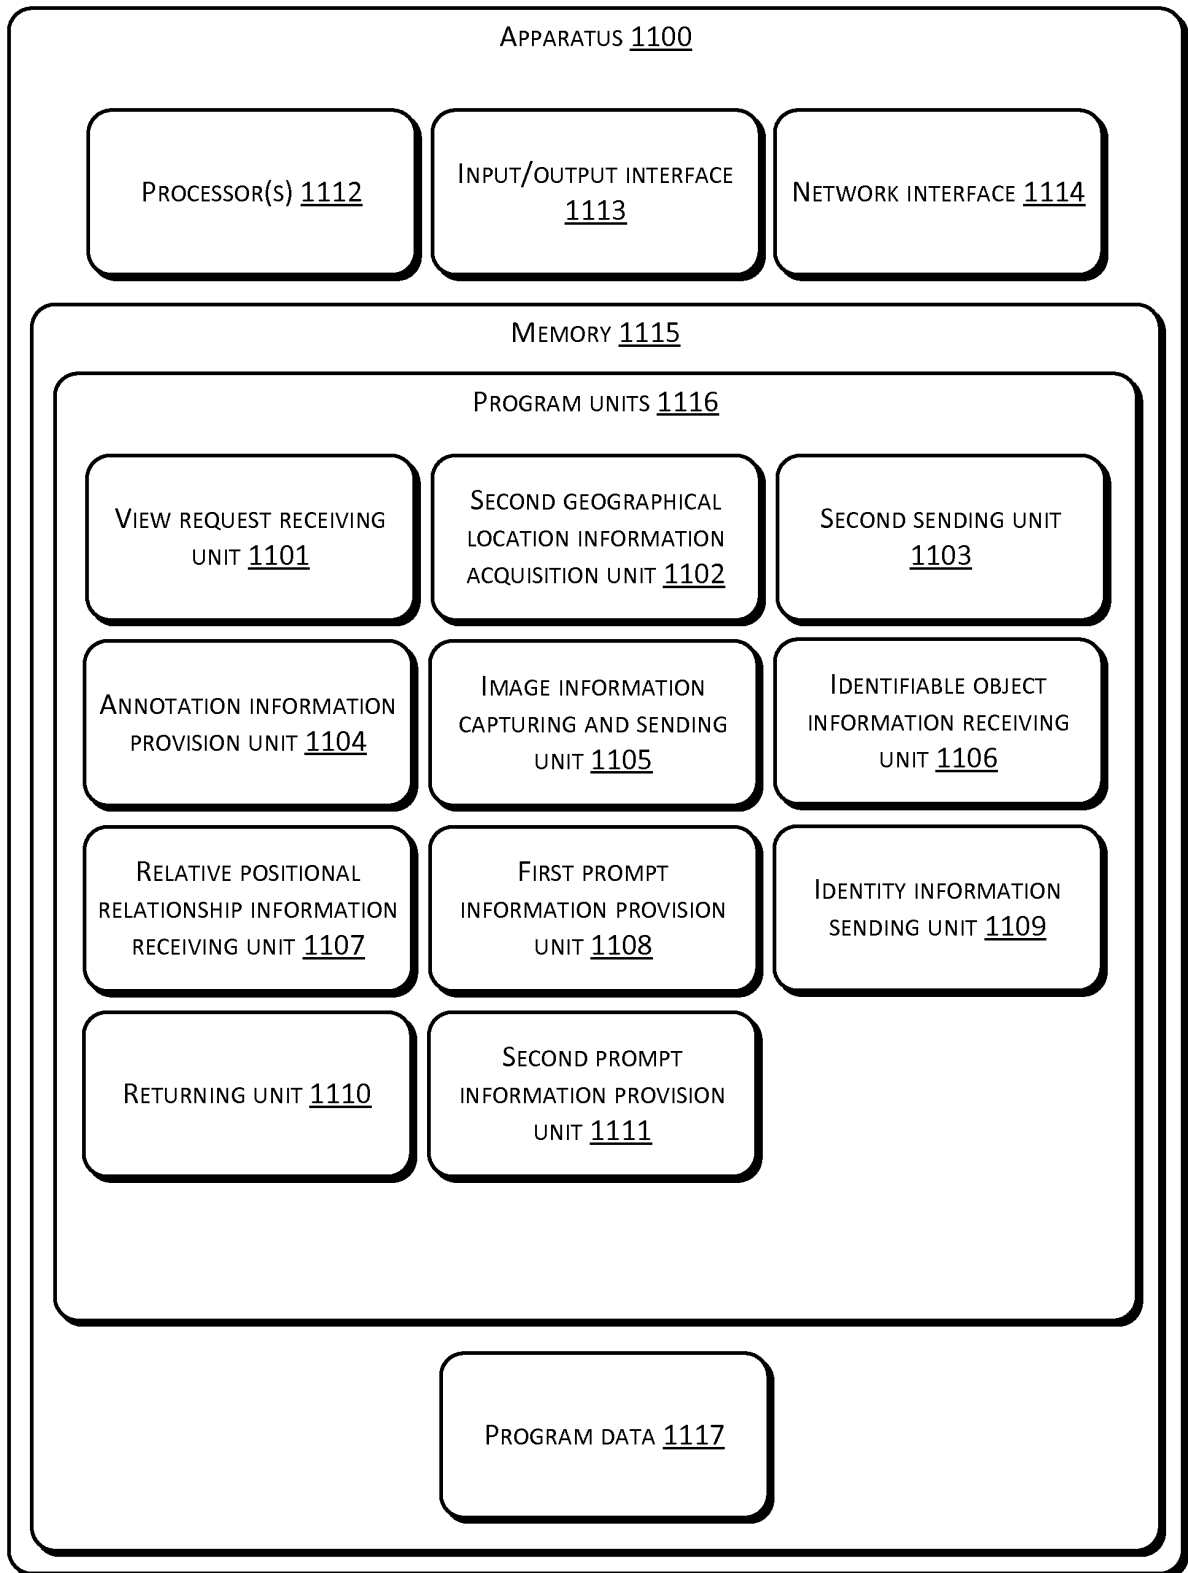 APPARATUS 1100
PROCESSOR(S) 1112
INPUT/OUTPUT INTERFACE
1113
NETWORK INTERFACE 1114
MEMORY 1115
PROGRAM UNITS 1116
VIEW REQUEST RECEIVING
UNIT 1101
SECOND GEOGRAPHICAL
LOCATION INFORMATION
ACQUISITION UNIT 1102
SECOND SENDING UNIT
1103
ANNOTATION INFORMATION
PROVISION UNIT 1104
IMAGE INFORMATION
CAPTURING AND SENDING
UNIT 1105
IDENTIFIABLE OBJECT
INFORMATION RECEIVING
UNIT 1106
RELATIVE POSITIONAL
RELATIONSHIP INFORMATION
RECEIVING UNIT 1107
FIRST PROMPT
INFORMATION PROVISION
UNIT 1108
IDENTITY INFORMATION
SENDING UNIT 1109
RETURNING UNIT 1110
SECOND PROMPT
INFORMATION PROVISION
UNIT 1111
PROGRAM DATA 1117